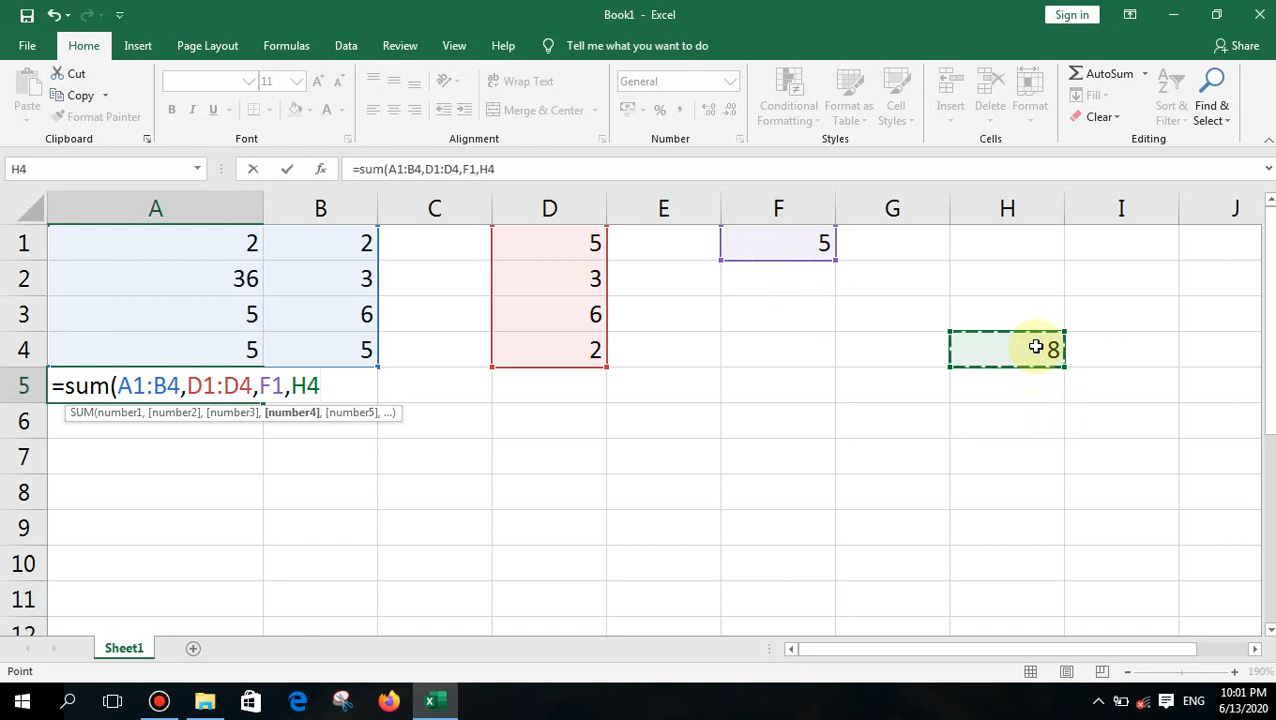 Book1 - Excel
Sign in
File Home Insert Page Layout Formulas Data Review View Help Tell me what you want to do Share
Paste
Cut
Copy
Format Painter
Clipboard
11
B I U
Font
Wrap Text
Merge & Center
Alignment
General
Number
Conditional Formatting
Format as Table
Cell Styles
Styles
Insert
Delete
Format
Cells
AutoSum
Fill
Clear
Sort & Filter
Find & Select
Editing
H4 fx =sum(A1:B4,D1:D4,F1,H4
A B C D E F G H I J
1 2 2 5 5
2 36 3 3
3 5 6 6
4 5 5 2 8
5 =sum(A1:B4,D1:D4,F1,H4
SUM(number1, [number2], [number3], [number4], [number5], ...)
6
7
8
9
10
11
12
Sheet1
Point 190%
ENG 10:01 PM
6/13/2020